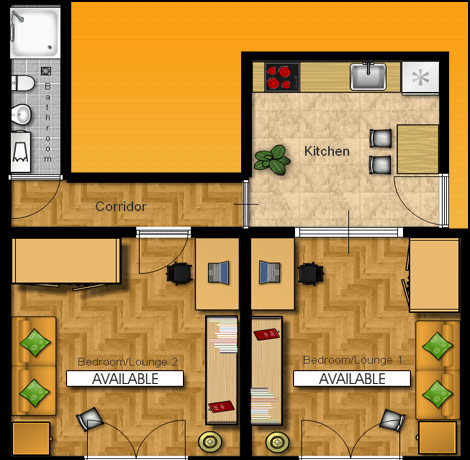 Bathroom
Kitchen
Corridor
Bedroom/Lounge 2
AVAILABLE
Bedroom/Lounge 1
AVAILABLE